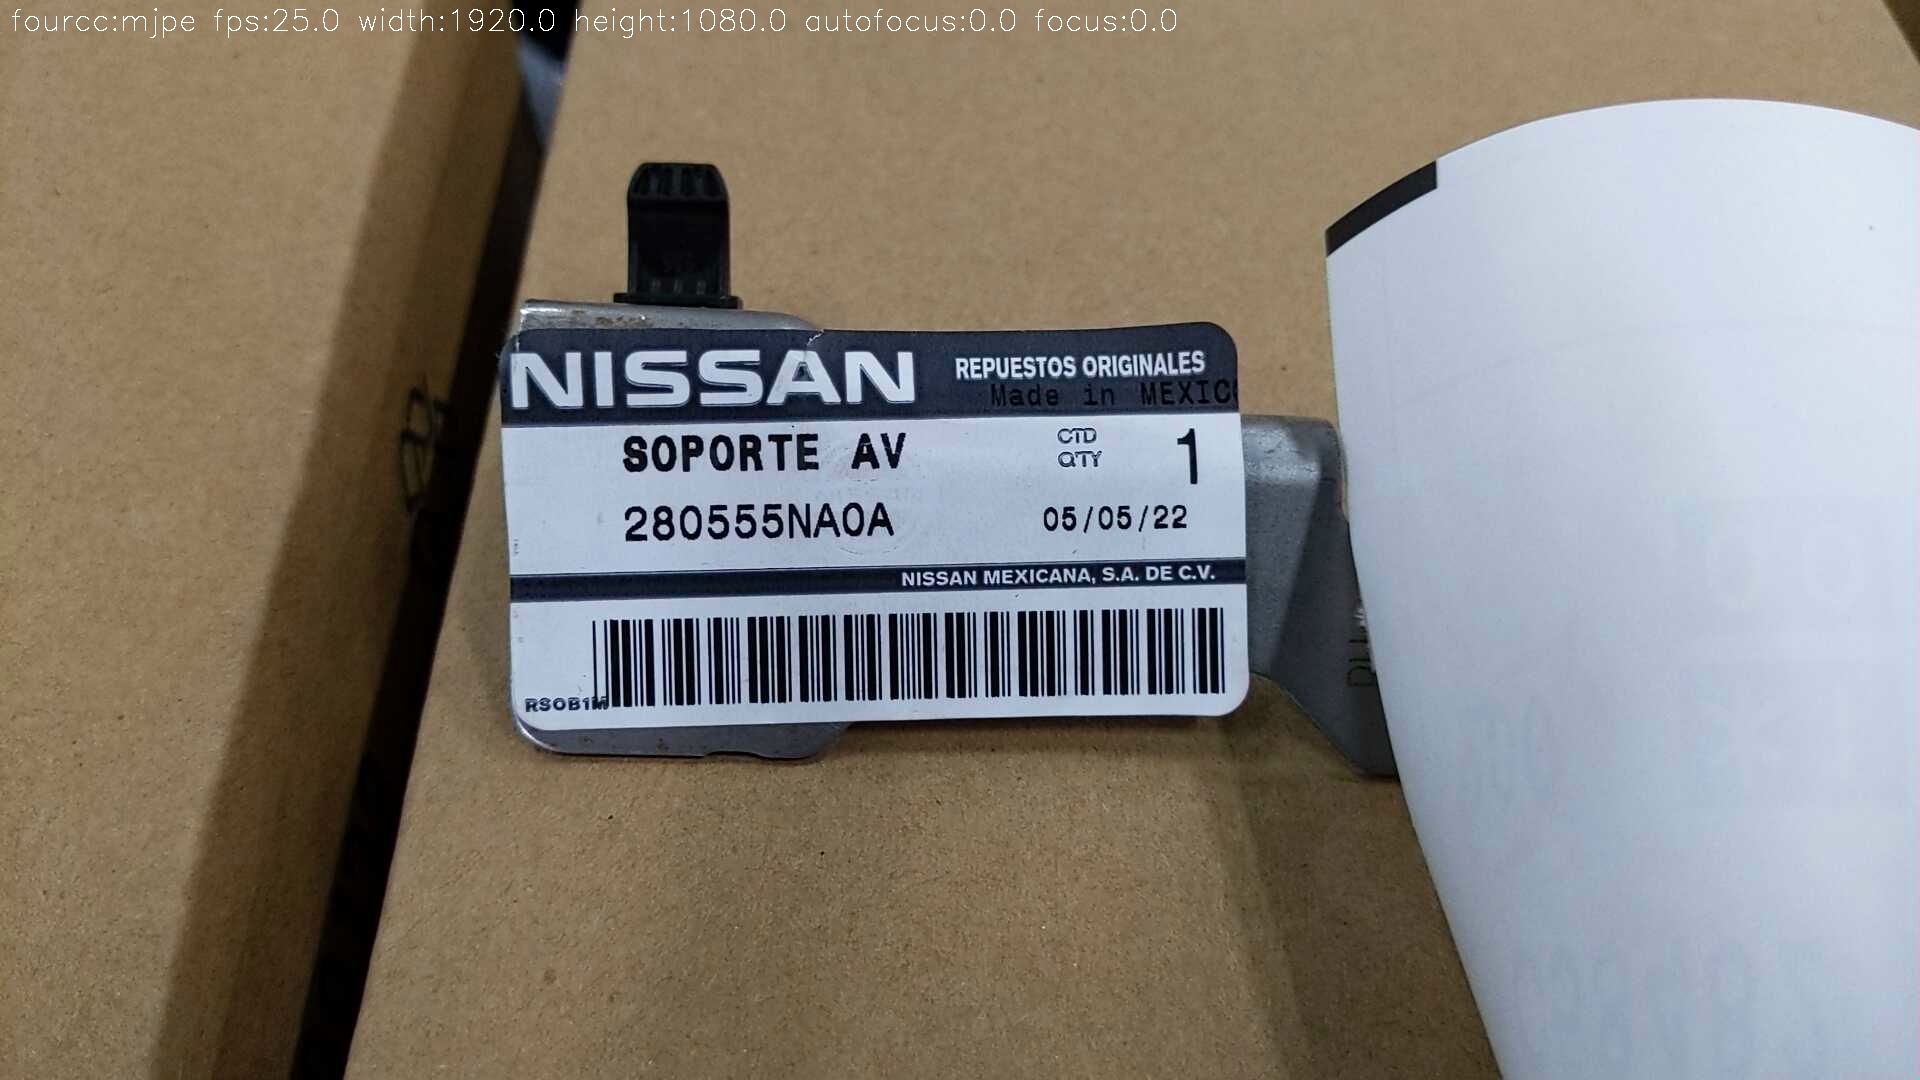 fourcc:mjpe fps:25.0 width:1920.0 height:1080.0 autofocus:0.0 focus:0.0
NISSAN
REPUESTOS ORIGINALES
Made in MEXIC
SOPORTE AV
CTD
QTY
1
280555NA0A
05/05/22
NISSAN MEXICANA, S.A. DE C.V.
RSOB1M